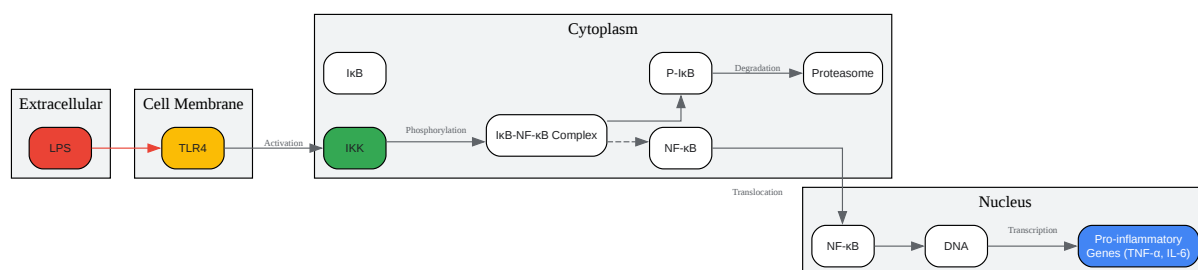 Cytoplasm
IκB
P-IκB
Degradation
Proteasome
Extracellular
Cell Membrane
LPS
TLR4
Activation
IKK
Phosphorylation
IκB-NF-κB Complex
NF-κB
Translocation
Nucleus
NF-κB
DNA
Transcription
Pro-inflammatory
Genes (TNF-α, IL-6)